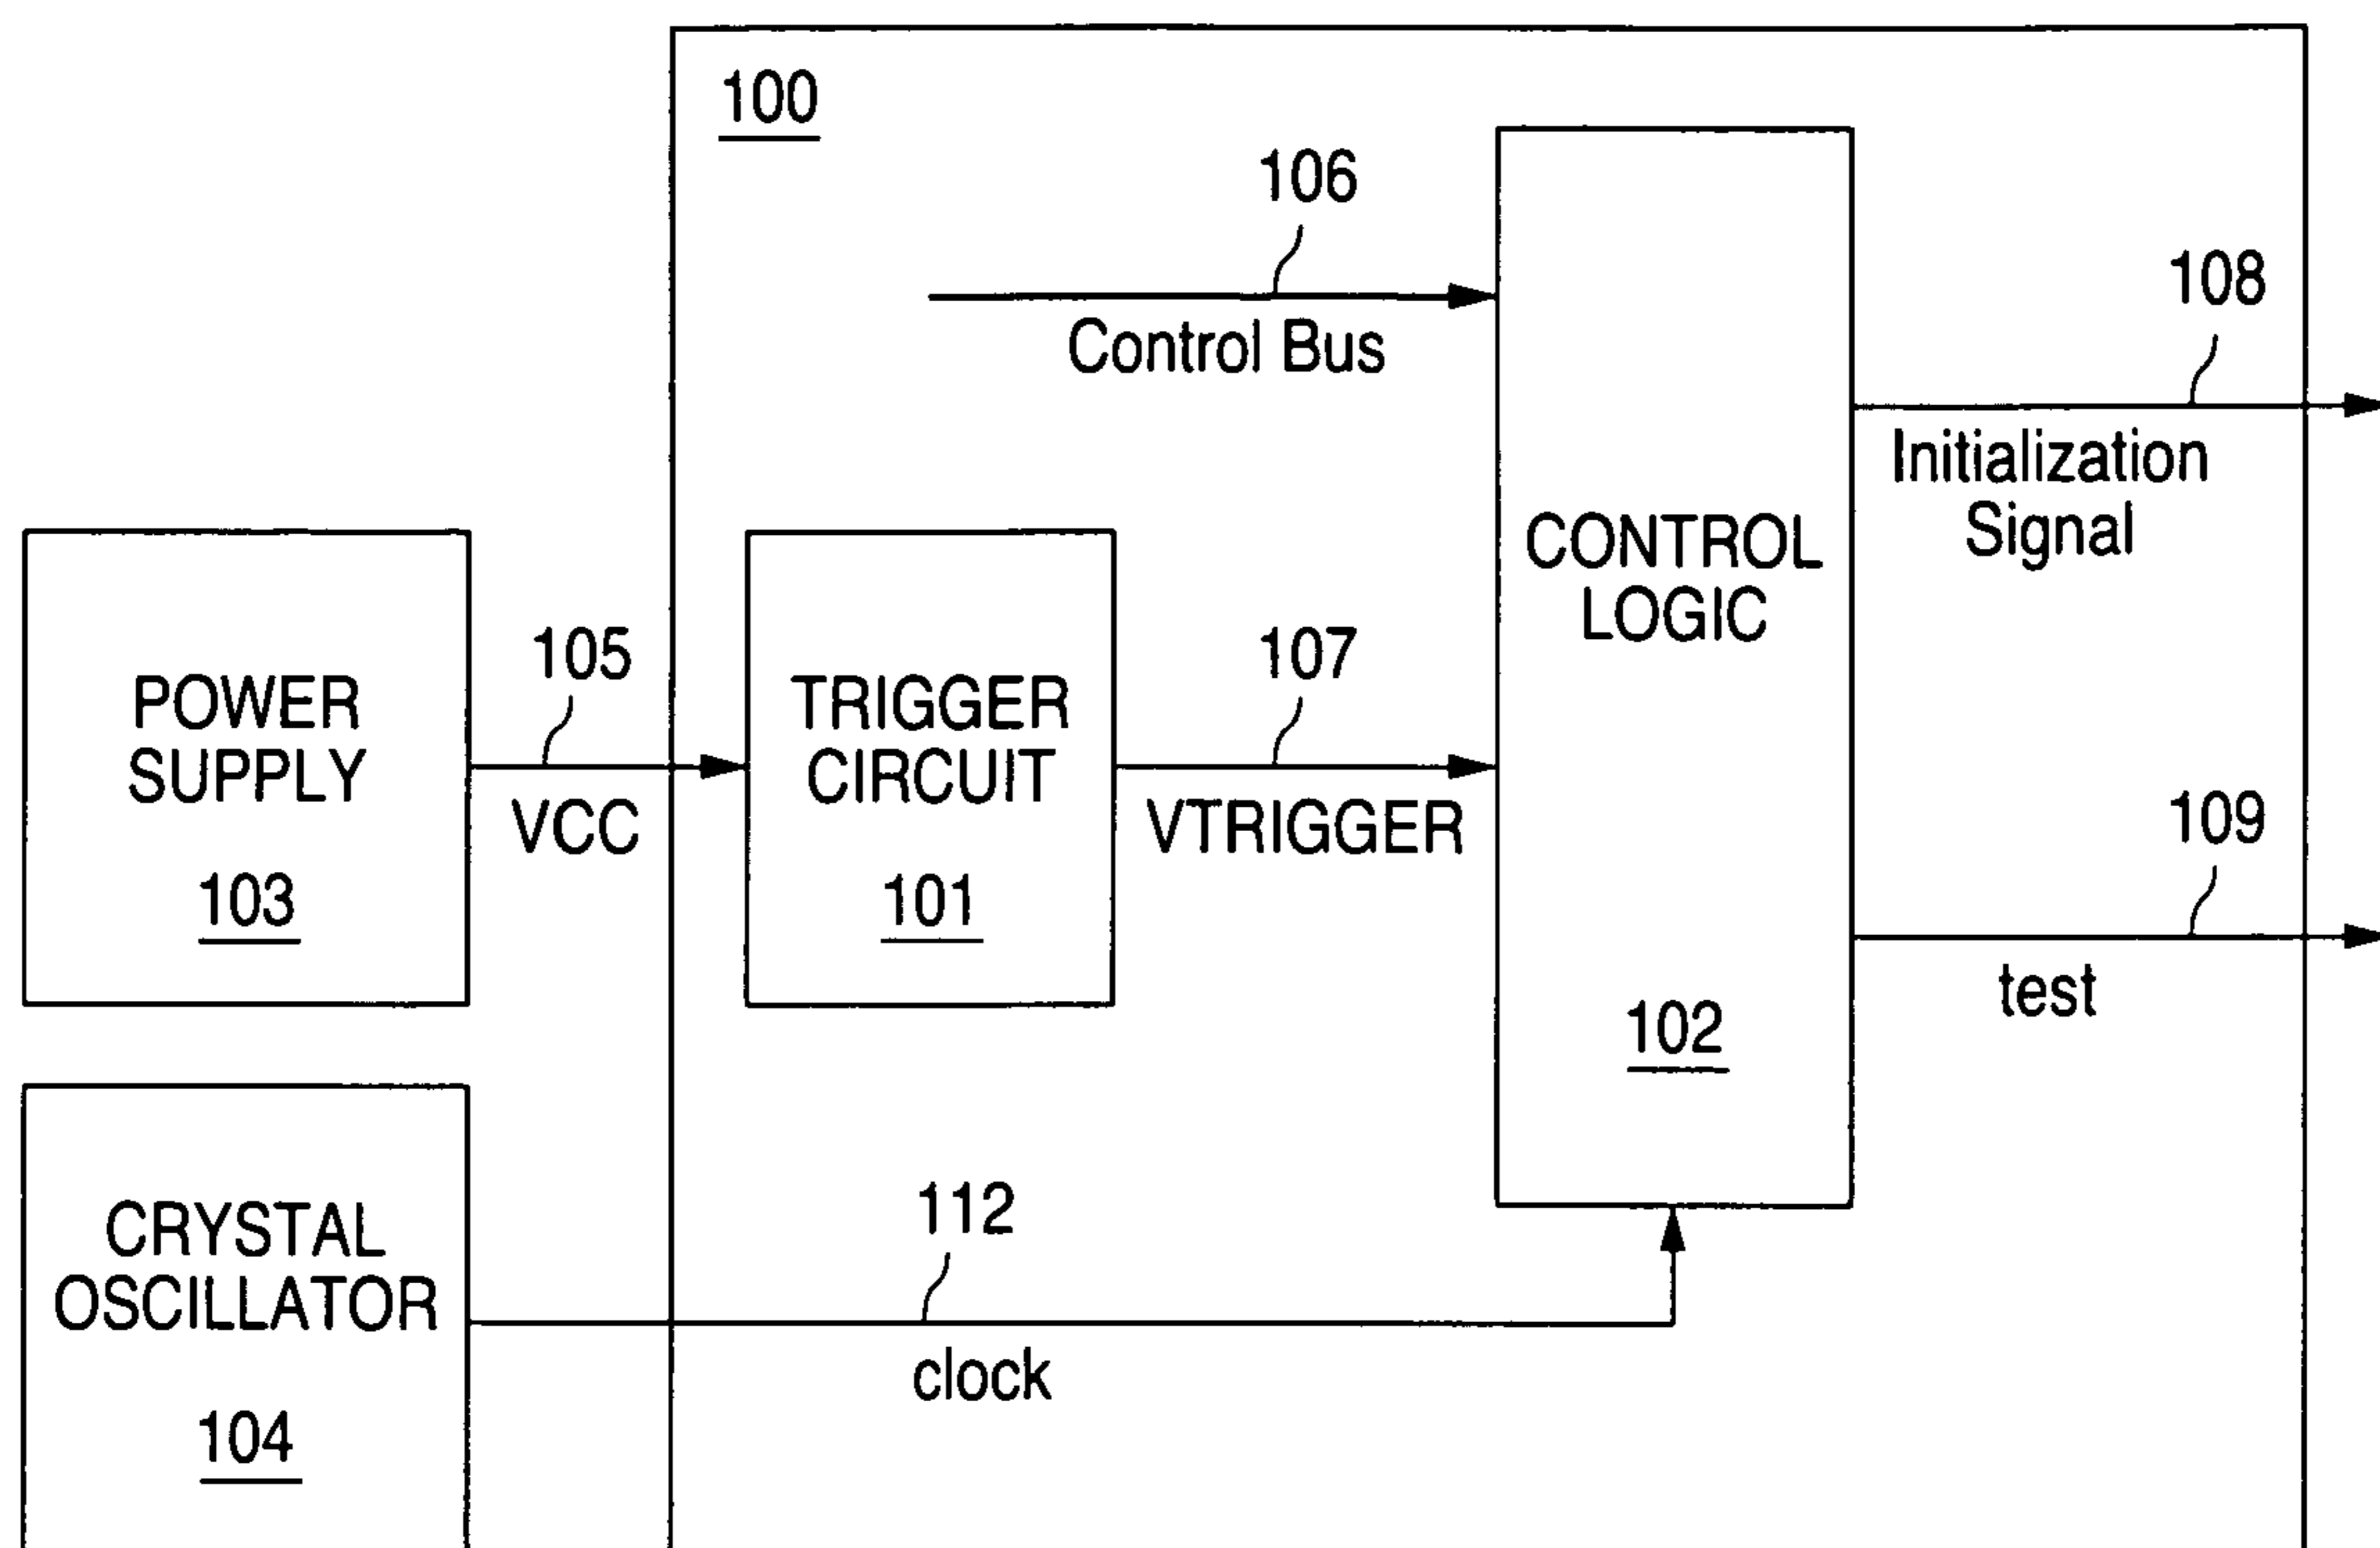 100
106
Control Bus
108
Initialization
Signal
CONTROL
LOGIC
102
POWER
SUPPLY
103
105
VCC
TRIGGER
CIRCUIT
101
107
VTRIGGER
109
test
CRYSTAL
OSCILLATOR
104
112
clock